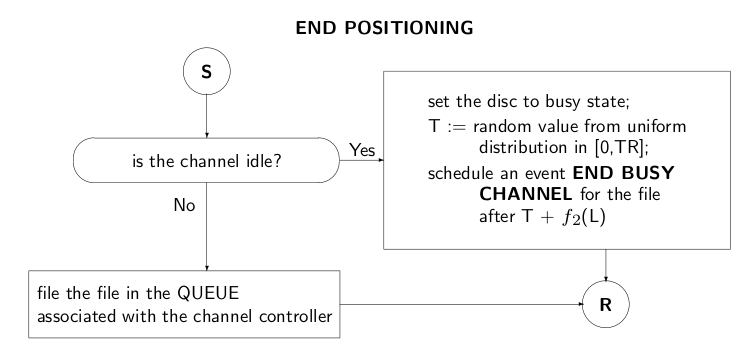 END POSITIONING
S
is the channel idle?
Yes
No
set the disc to busy state;
T := random value from uniform
distribution in [0,TR];
schedule an event END BUSY
CHANNEL for the file
after T + f₂(L)
file the file in the QUEUE
associated with the channel controller
R